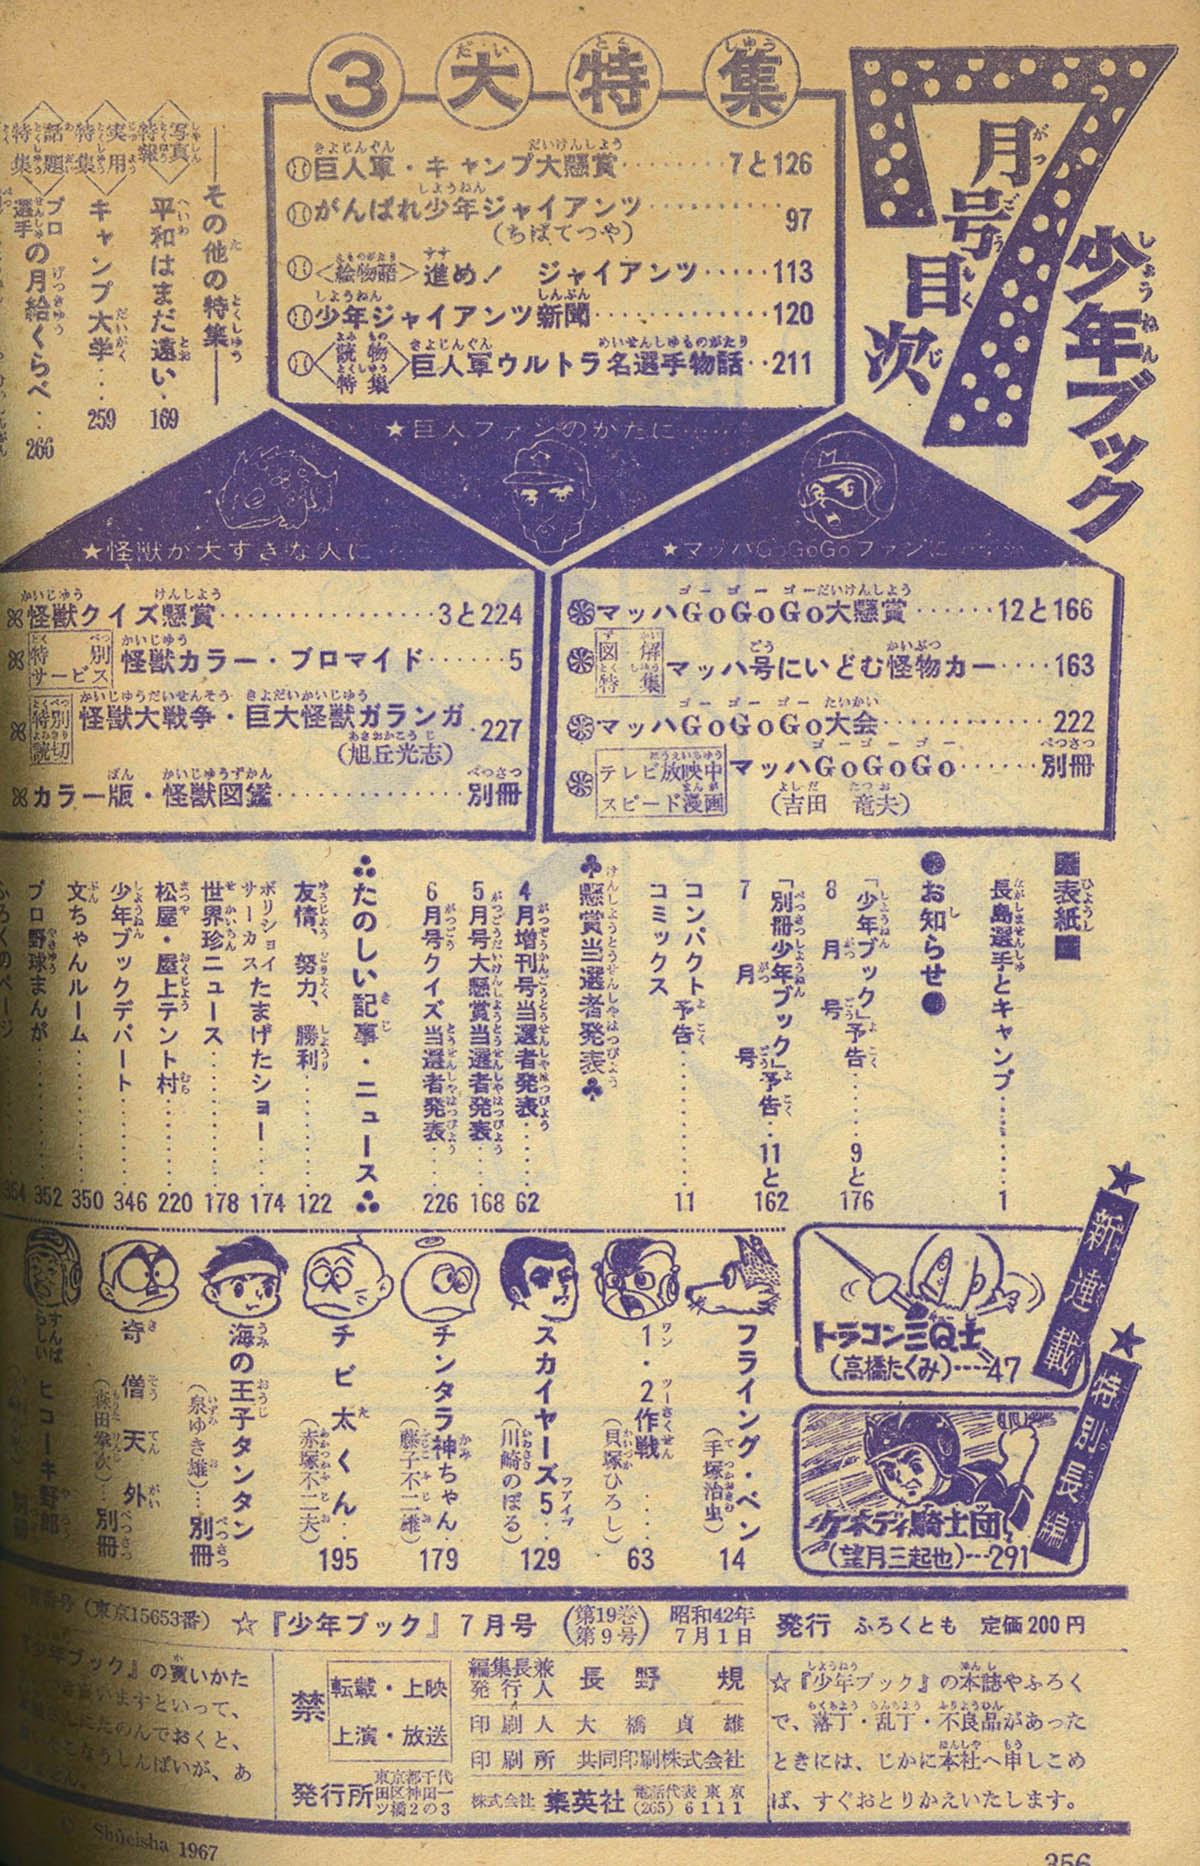 少年ブック
7月号目次
3大特集
巨人軍・キャンプ大懸賞………7と126
がんばれ少年ジャイアンツ………97
(ちばてつや)
<絵物語>進め! ジャイアンツ……113
少年ジャイアンツ新聞………120
<読物特集>巨人軍ウルトラ名選手物話‥211
★巨人ファンのかたに……
その他の特集
写真特報
平和はまだ遠い‥169
実用特集
キャンプ大学…259
話題特集
プロ選手の月給くらべ‥266
★マッハGoGoGoファンに……
マッハGoGoGo大懸賞……12と166
図解特集 マッハ号にいどむ怪物カー……163
マッハGoGoGo大会………222
テレビ放映中スピード漫画 マッハGoGoGo……別冊
(吉田竜夫)
★怪獣が大すきな人に
怪獣クイズ懸賞………3と224
特別サービス 怪獣カラー・ブロマイド……5
特別読切 怪獣大戦争・巨大怪獣ガランガ‥227
(旭丘光志)
カラー版・怪獣図鑑………別冊
■表紙■
長島選手とキャンプ……1
●お知らせ●
「少年ブック」予告
8月号……9と176
「別冊少年ブック」予告
7月号‥11と162
コンパクトコミックス予告……11
♣懸賞当選者発表♣
4月増刊号当選者発表……62
5月号大懸賞当選者発表……168
6月号クイズ当選者発表……226
たのしい記事・ニュース
友情、努力、勝利……122
ボリショイサーカスたまげたショー……174
世界珍ニュース……178
松屋・屋上テント村……220
少年ブックデパート……346
文ちゃんルーム……350
プロ野球まんが……352
ふろくのページ……354
★新連載
ドラゴン三Q士
(高橋たくみ)……47
★特別長編
ケネディ騎士団
(望月三起也)…291
フライング・ベン
(手塚治虫)
14
1・2作戦
(貝塚ひろし)
63
スカイヤーズ5
(川崎のぼる)
129
チンタラ神ちゃん
(藤子不二雄)
179
チビ太くん
(赤塚不二夫)
195
海の王子タンタン
(泉ゆき雄)…別冊
奇僧天外
(森田拳次)…別冊
すんばらしいヒコーキ野郎
(東京15653番) ☆『少年ブック』7月号 (第19巻第9号) 昭和42年7月1日 発行 ふろくとも 定価200円
☆『少年ブック』の本誌やふろく
で、落丁・乱丁・不良品があった
ときには、じかに本社へ申しこめ
ば、すぐおとりかえいたします。
編集長兼発行人 長野規
印刷人 大橋貞雄
印刷所 共同印刷株式会社
株式会社 集英社 電話代表東京(265)6111
禁 転載・上映
上演・放送
発行所 東京都千代田区神田一ツ橋2の3
少年ブック』の買いかた
いますといって、
にたのんでおくと、
しんぱいが、あ
© Shūeisha 1967
356